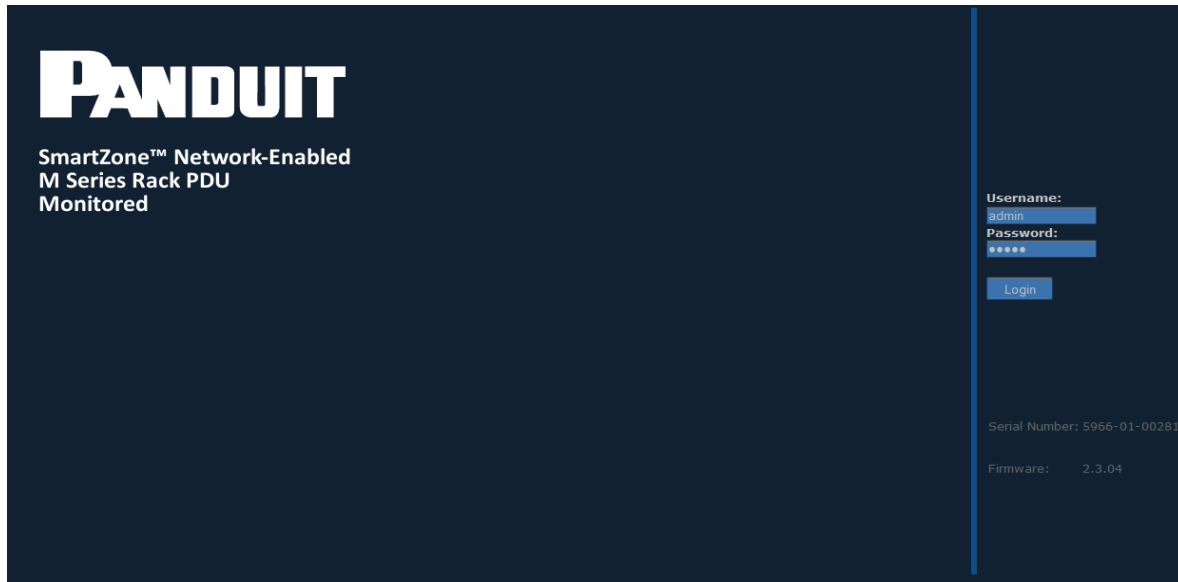 PANDUIT
SmartZone™ Network-Enabled
M Series Rack PDU
Monitored
Username:
admin
Password:
•••••
Login
Serial Number: 5966-01-00281
Firmware: 2.3.04